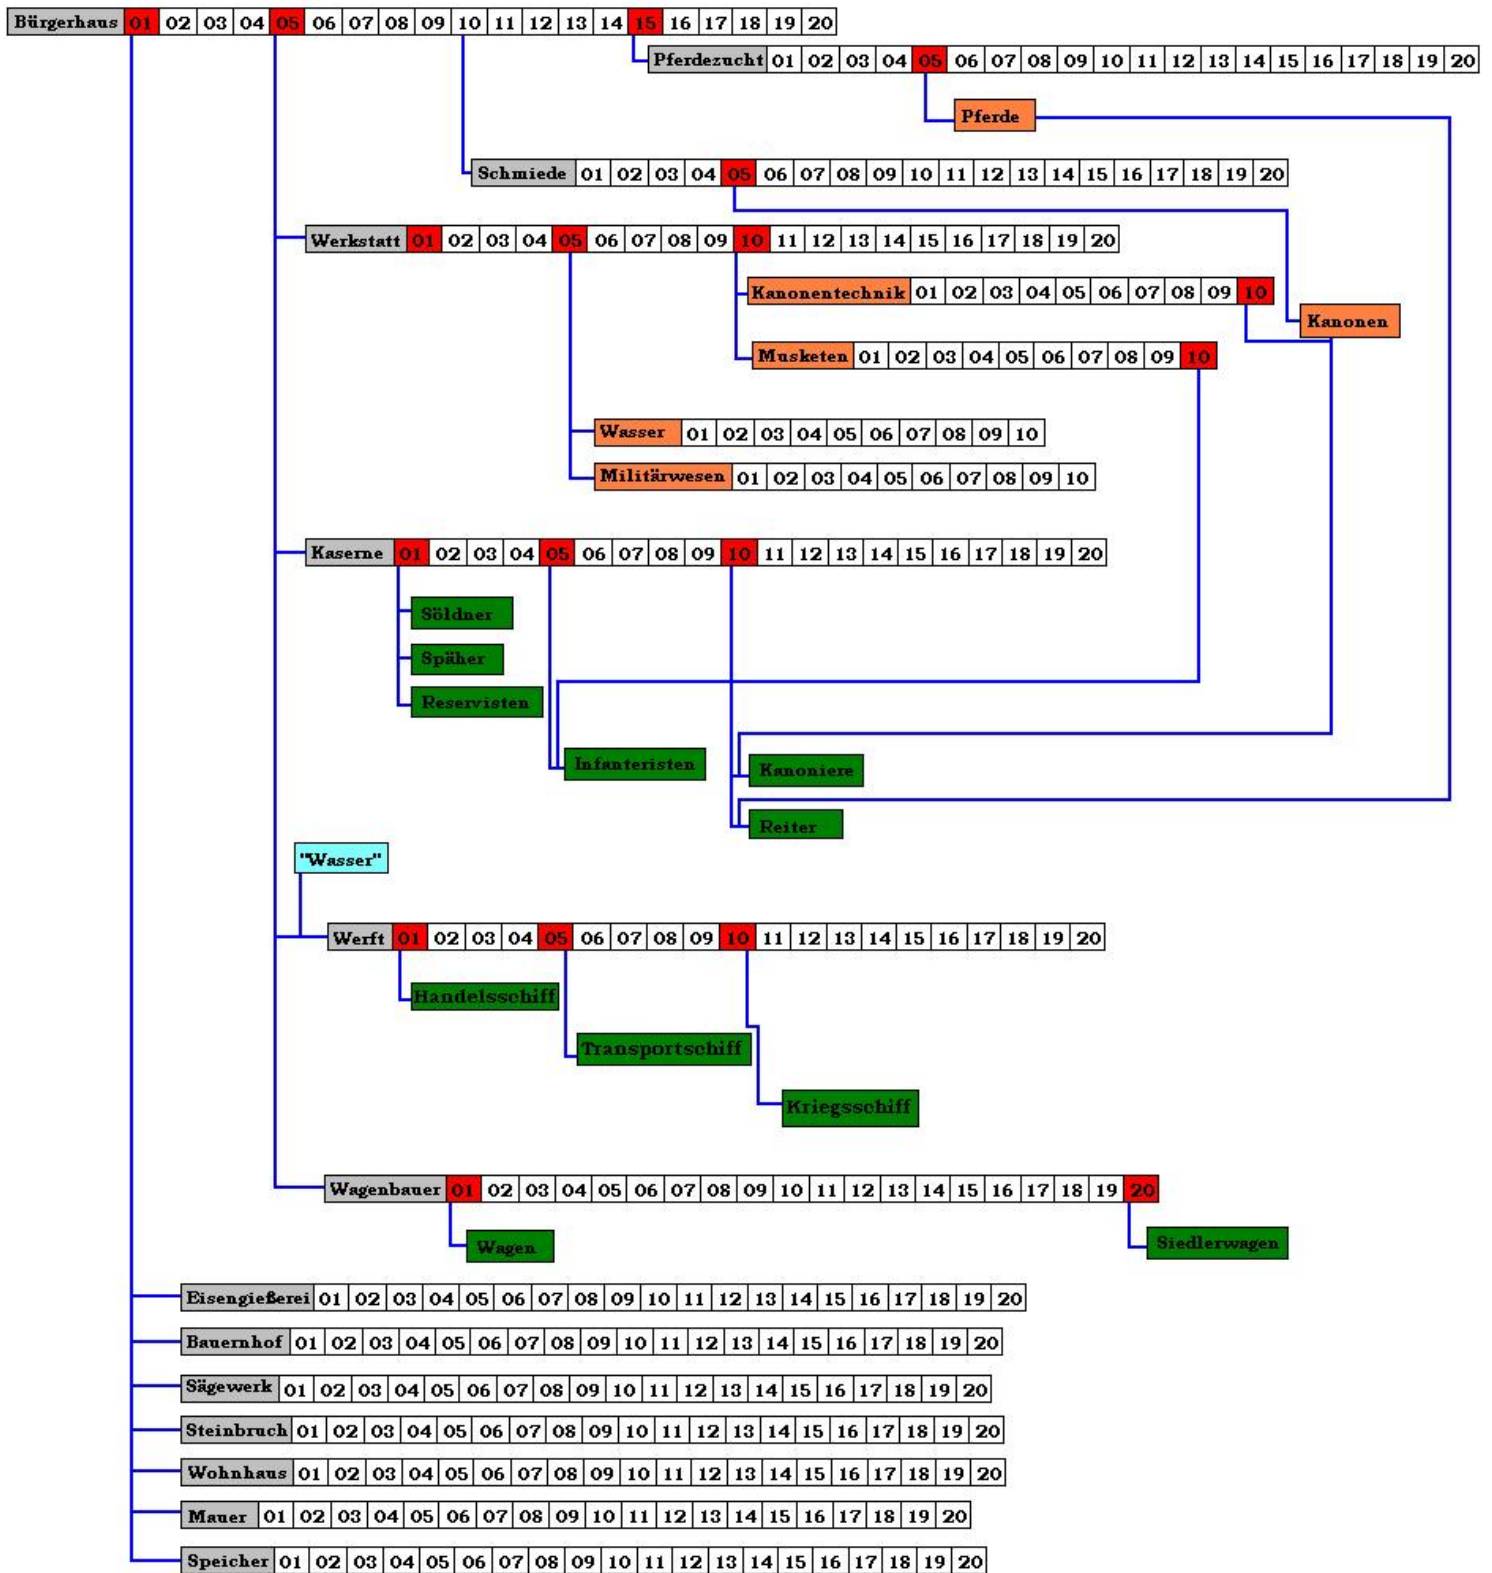 Bürgerhaus 01 02 03 04 05 06 07 08 09 10 11 12 13 14 15 16 17 18 19 20
Pferdezucht 01 02 03 04 05 06 07 08 09 10 11 12 13 14 15 16 17 18 19 20
Pferde
Schmiede 01 02 03 04 05 06 07 08 09 10 11 12 13 14 15 16 17 18 19 20
Werkstatt 01 02 03 04 05 06 07 08 09 10 11 12 13 14 15 16 17 18 19 20
Kanonentechnik 01 02 03 04 05 06 07 08 09 10
Kanonen
Musketen 01 02 03 04 05 06 07 08 09 10
Wasser 01 02 03 04 05 06 07 08 09 10
Militärwesen 01 02 03 04 05 06 07 08 09 10
Kaserne 01 02 03 04 05 06 07 08 09 10 11 12 13 14 15 16 17 18 19 20
Söldner
Späher
Reservisten
Infanteristen
Kanoniere
Reiter
"Wasser"
Werft 01 02 03 04 05 06 07 08 09 10 11 12 13 14 15 16 17 18 19 20
Handelsschiff
Transportschiff
Kriegsschiff
Wagenbauer 01 02 03 04 05 06 07 08 09 10 11 12 13 14 15 16 17 18 19 20
Wagen
Siedlerwagen
Eisengießerei 01 02 03 04 05 06 07 08 09 10 11 12 13 14 15 16 17 18 19 20
Bauernhof 01 02 03 04 05 06 07 08 09 10 11 12 13 14 15 16 17 18 19 20
Sägewerk 01 02 03 04 05 06 07 08 09 10 11 12 13 14 15 16 17 18 19 20
Steinbruch 01 02 03 04 05 06 07 08 09 10 11 12 13 14 15 16 17 18 19 20
Wohnhaus 01 02 03 04 05 06 07 08 09 10 11 12 13 14 15 16 17 18 19 20
Mauer 01 02 03 04 05 06 07 08 09 10 11 12 13 14 15 16 17 18 19 20
Speicher 01 02 03 04 05 06 07 08 09 10 11 12 13 14 15 16 17 18 19 20